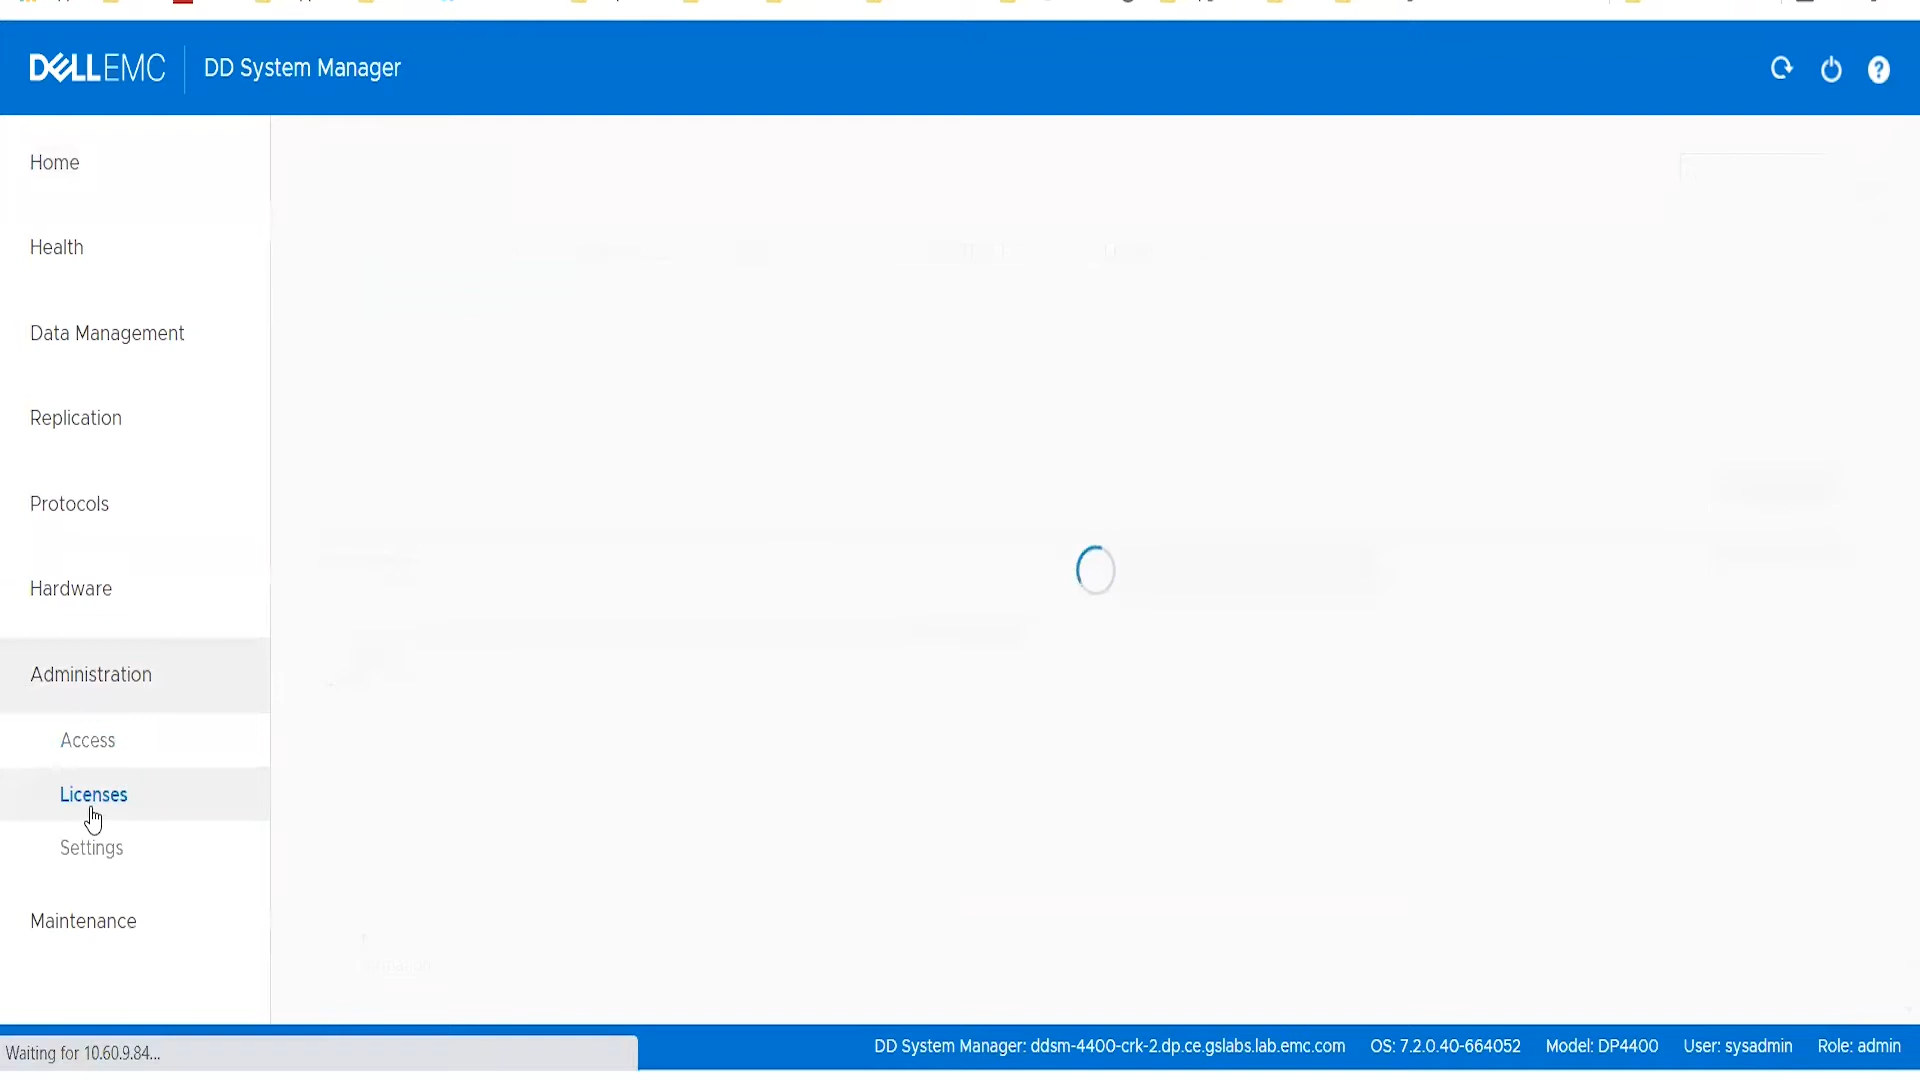 DELLEMC DD System Manager
Home
Health
Data Management
Replication
Protocols
Hardware
Administration
Access
Licenses
Settings
Maintenance
Waiting for 10.60.9.84...
DD System Manager: ddsm-4400-crk-2.dp.ce.gslabs.lab.emc.com OS: 7.2.0.40-664052 Model: DP4400 User: sysadmin Role: admin